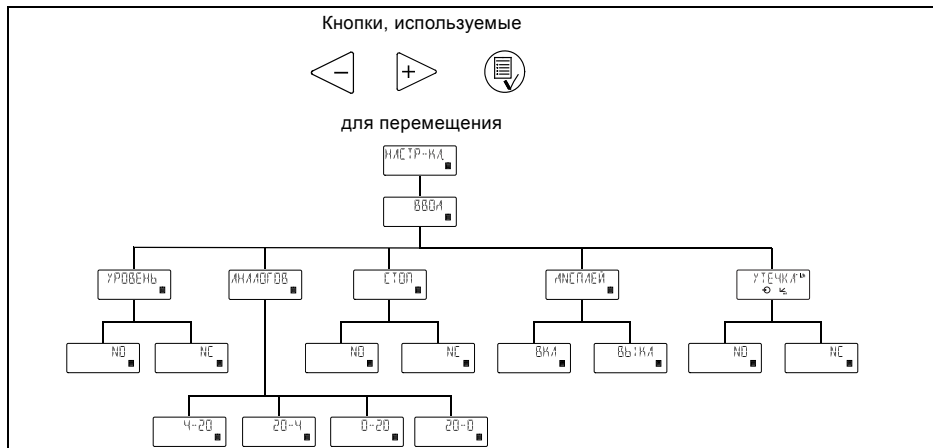 Кнопки, используемые
для перемещения
НАСТР-КА
ВВОД
УРОВЕНЬ АНАЛОГОВ СТОП ДИСПЛЕЙ УТЕЧКА
NO NC NO NC ВКЛ ВЫКЛ NO NC
4-20 20-4 0-20 20-0